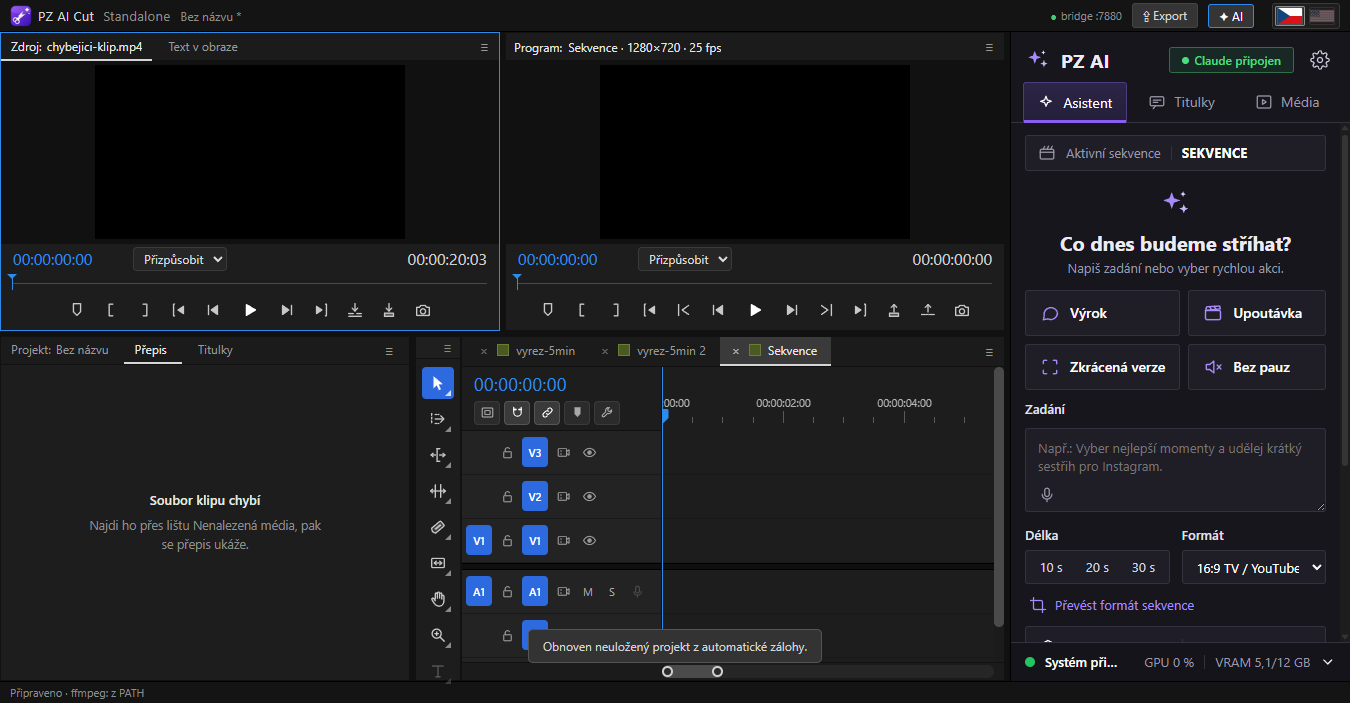 PZ AI Cut Standalone Bez názvu *
bridge :7880 Export AI
Zdroj: chybejici-klip.mp4 Text v obraze
Program: Sekvence · 1280×720 · 25 fps
00:00:00:00 Přizpůsobit 00:00:20:03
00:00:00:00 Přizpůsobit 00:00:00:00
Projekt: Bez názvu Přepis Titulky
Soubor klipu chybí
Najdi ho přes lištu Nenalezená média, pak
se přepis ukáže.
× vyrez-5min × vyrez-5min 2 × Sekvence
00:00:00:00
00:00 00:00:02:00 00:00:04:00
V3
V2
V1 V1
A1 A1 M S
Obnoven neuložený projekt z automatické zálohy.
PZ AI Claude připojen
Asistent Titulky Média
Aktivní sekvence SEKVENCE
Co dnes budeme stříhat?
Napiš zadání nebo vyber rychlou akci.
Výrok Upoutávka
Zkrácená verze Bez pauz
Zadání
Např.: Vyber nejlepší momenty a udělej krátký
sestřih pro Instagram.
Délka Formát
10 s 20 s 30 s 16:9 TV / YouTube
Převést formát sekvence
Systém při... GPU 0 % VRAM 5,1/12 GB
Připraveno · ffmpeg: z PATH